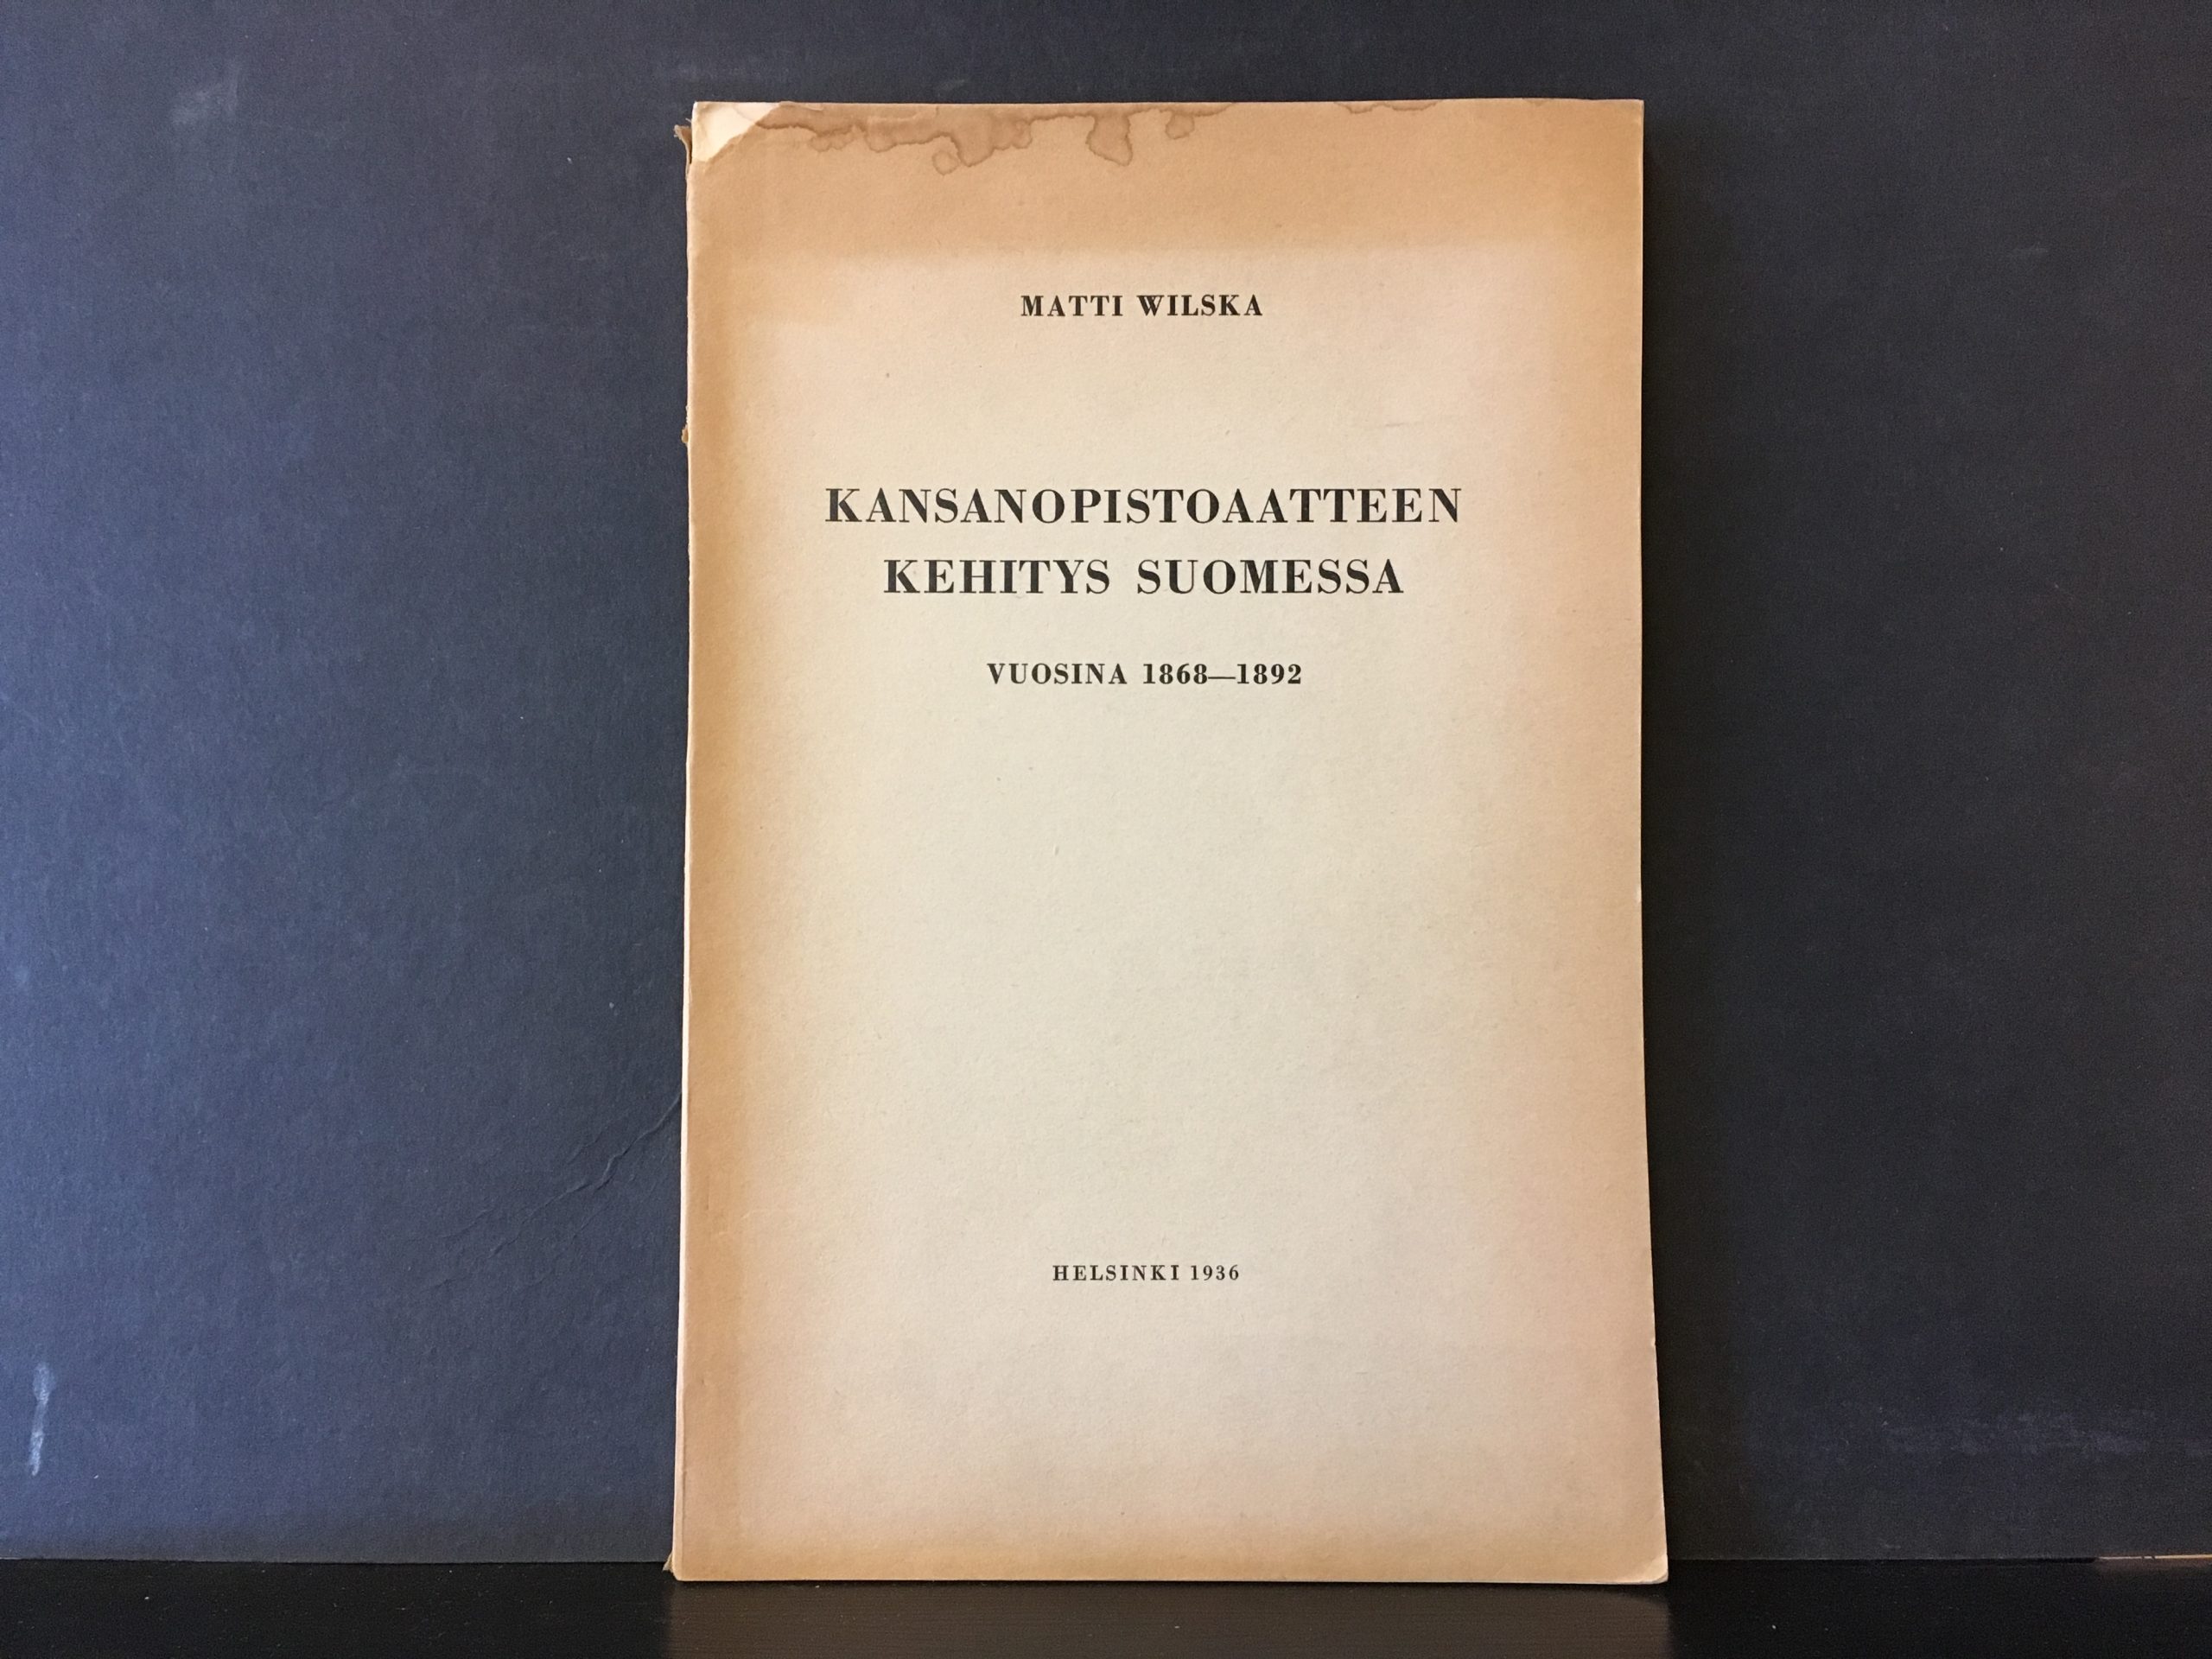 MATTI WILSKA
KANSANOPISTOAATTEEN
KEHITYS SUOMESSA
VUOSINA 1868—1892
HELSINKI 1936